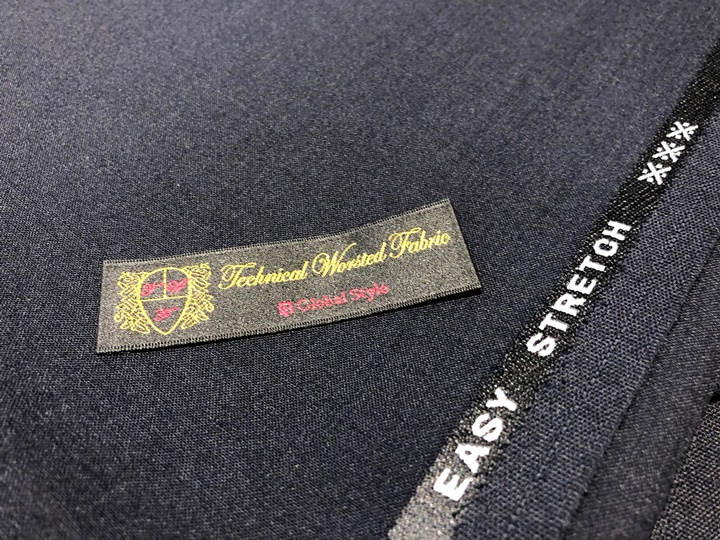 Technical Worsted Fabric
Global Style
EASY STRETCH ※※※